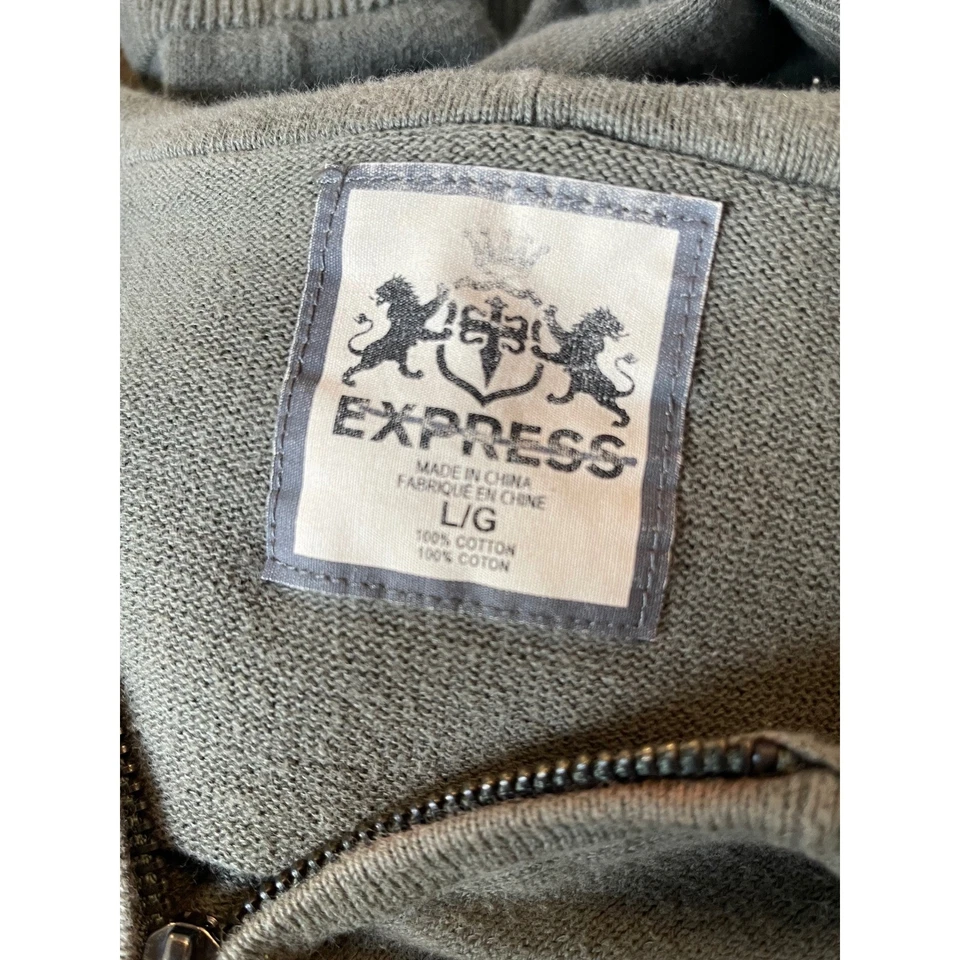 EXPRESS
MADE IN CHINA
FABRIQUÉ EN CHINE
L/G
100% COTTON
100% COTON